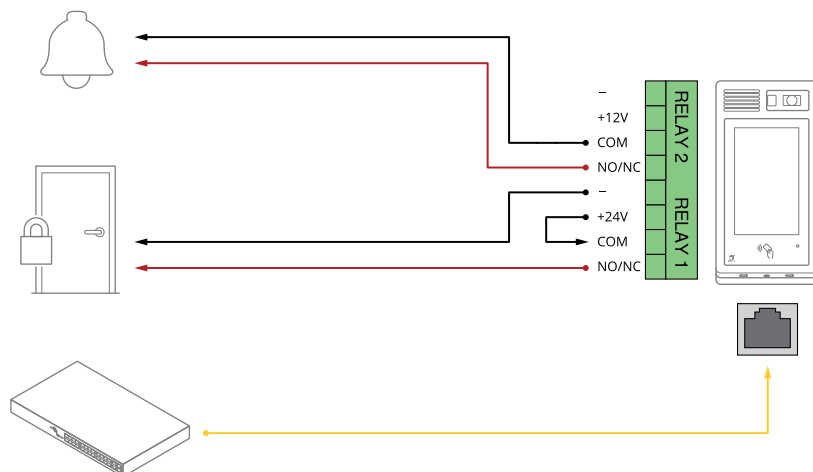 –
+12V
COM
NO/NC
–
+24V
COM
NO/NC
RELAY 2
RELAY 1